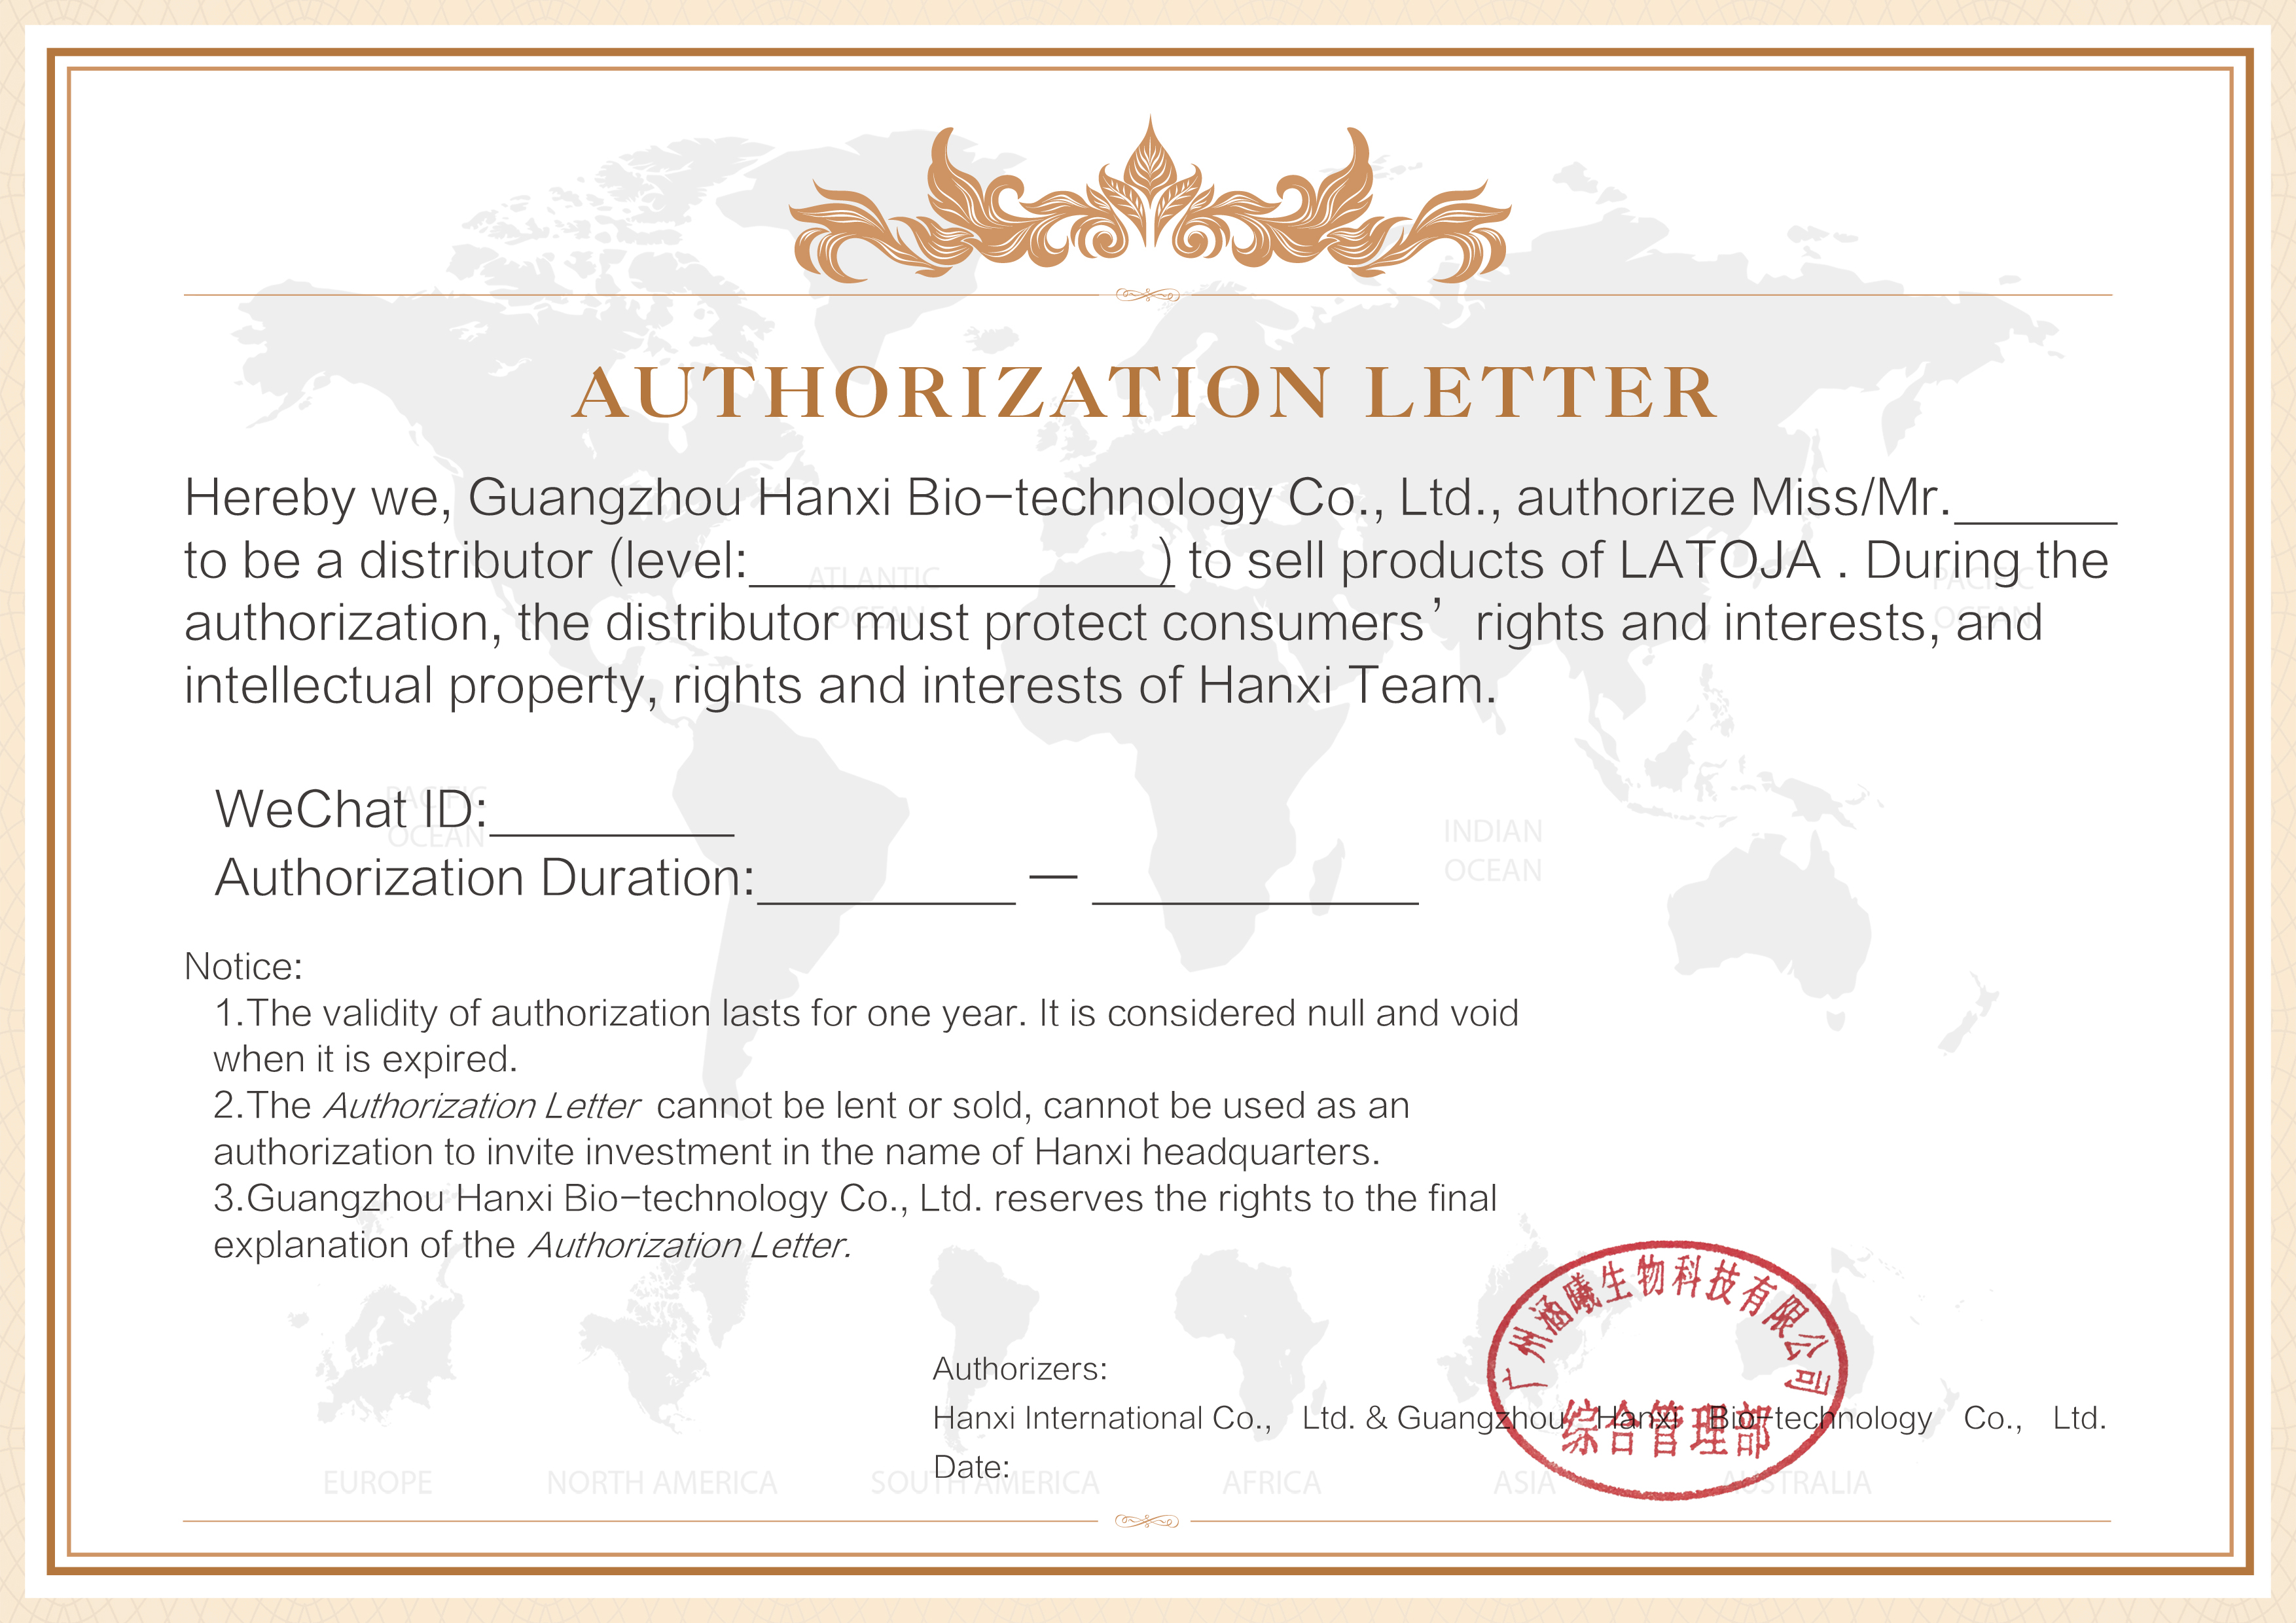 AUTHORIZATION LETTER
Hereby we, Guangzhou Hanxi Bio-technology Co., Ltd., authorize Miss/Mr.______
to be a distributor (level:_______________) to sell products of LATOJA . During the
authorization, the distributor must protect consumers’ rights and interests, and
intellectual property, rights and interests of Hanxi Team.
WeChat ID:_________
Authorization Duration:_________ — ___________
Notice:
1.The validity of authorization lasts for one year. It is considered null and void
when it is expired.
2.The Authorization Letter cannot be lent or sold, cannot be used as an
authorization to invite investment in the name of Hanxi headquarters.
3.Guangzhou Hanxi Bio-technology Co., Ltd. reserves the rights to the final
explanation of the Authorization Letter.
Authorizers:
Hanxi International Co., Ltd. & Guangzhou Hanxi Bio-technology Co., Ltd.
Date:
广州涵曦生物科技有限公司
综合管理部
ATLANTIC
OCEAN
PACIFIC
OCEAN
PACIFIC
OCEAN
INDIAN
OCEAN
EUROPE
NORTH AMERICA
SOUTH AMERICA
AFRICA
ASIA
AUSTRALIA